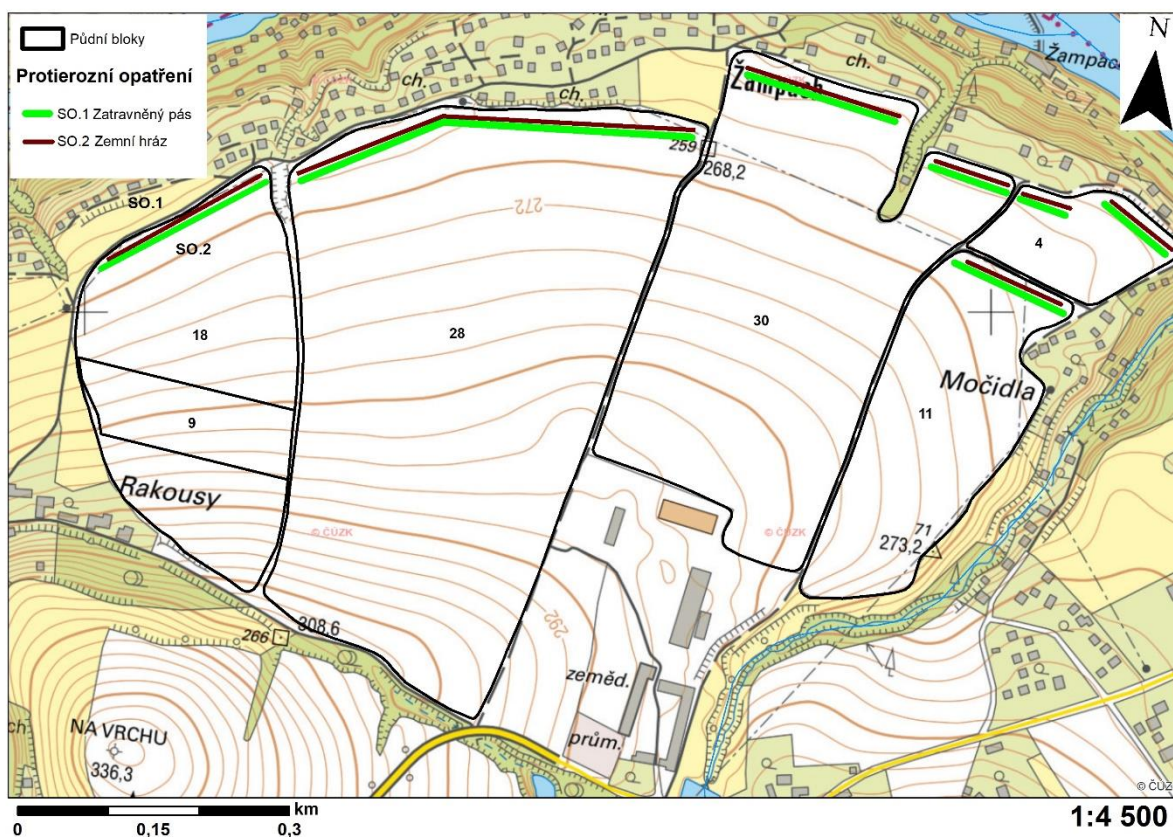 Půdní bloky
Protierozní opatření
SO.1 Zatravněný pás
SO.2 Zemní hráz
N
ch.
ch.
ch.
Žampach
Žampach
259
268,2
SO.1
SO.2
272
4
18
28
30
11
9
Močidla
Rakousy
© ČÚZK
© ČÚZK
© ČÚZK
71
273,2
292
308,6
266
zeměd.
prům.
NA VRCHU
336,3
ch.
© ČÚZK
km
0
0,15
0,3
1:4 500